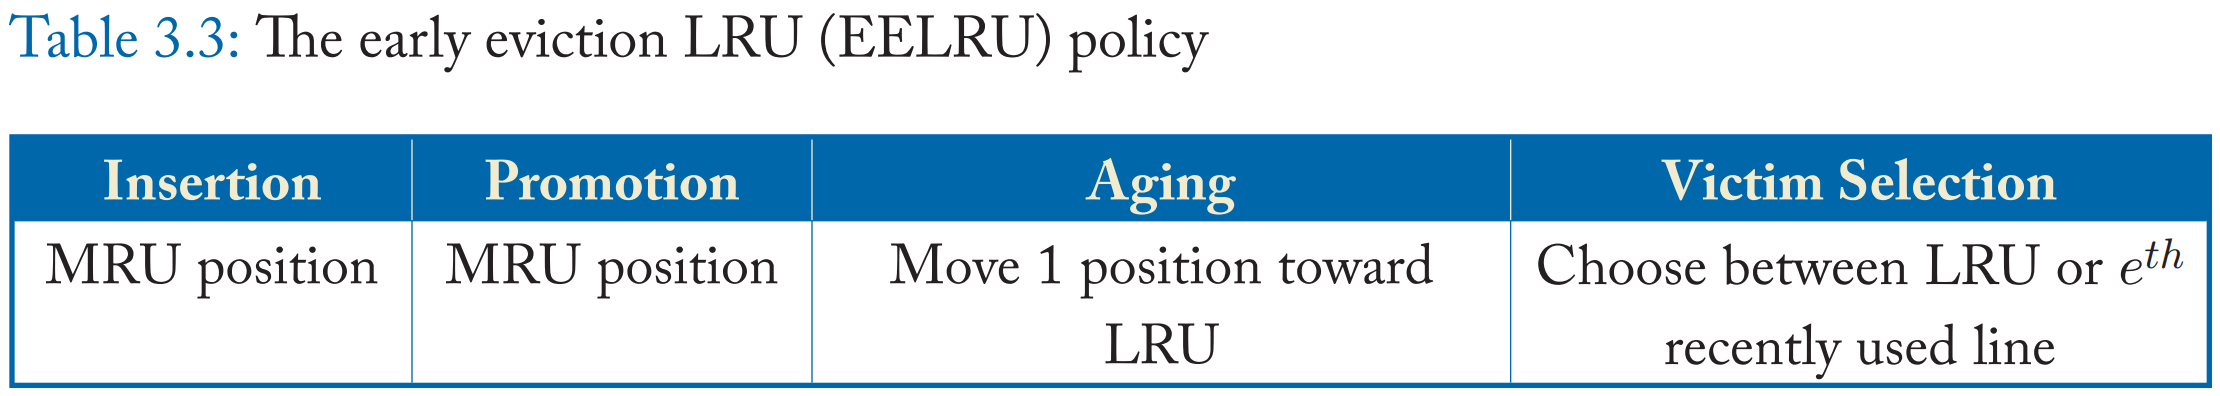 Table 3.3: The early eviction LRU (EELRU) policy
Insertion Promotion Aging Victim Selection
MRU position MRU position Move 1 position toward Choose between LRU or eth
LRU recently used line